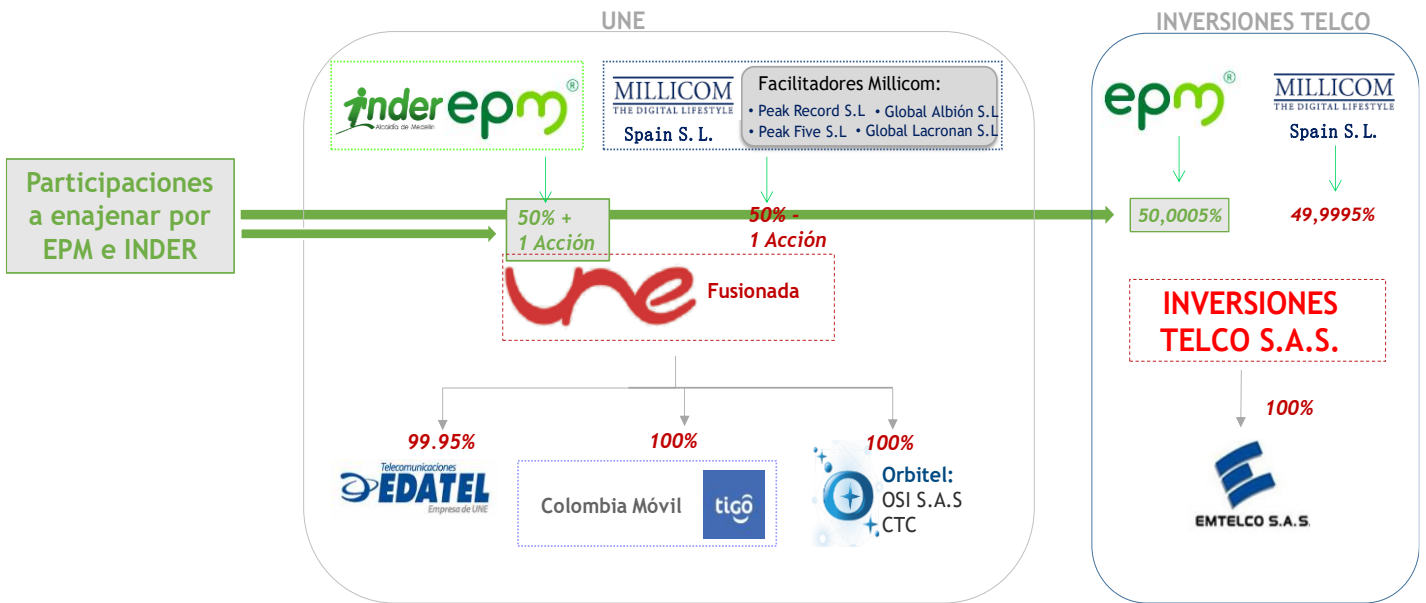 UNE
INVERSIONES TELCO
inder
Alcaldía de Medellín
epm®
MILLICOM
THE DIGITAL LIFESTYLE
Spain S. L.
Facilitadores Millicom:
• Peak Record S.L • Global Albión S.L
• Peak Five S.L • Global Lacronan S.L
epm®
MILLICOM
THE DIGITAL LIFESTYLE
Spain S. L.
Participaciones
a enajenar por
EPM e INDER
50% +
1 Acción
50% -
1 Acción
50,0005%
49,9995%
une
Fusionada
INVERSIONES
TELCO S.A.S.
99.95%
100%
100%
100%
Telecomunicaciones
EDATEL
Empresa de UNE
Colombia Móvil
tigô
Orbitel:
OSI S.A.S
CTC
EMTELCO S.A.S.